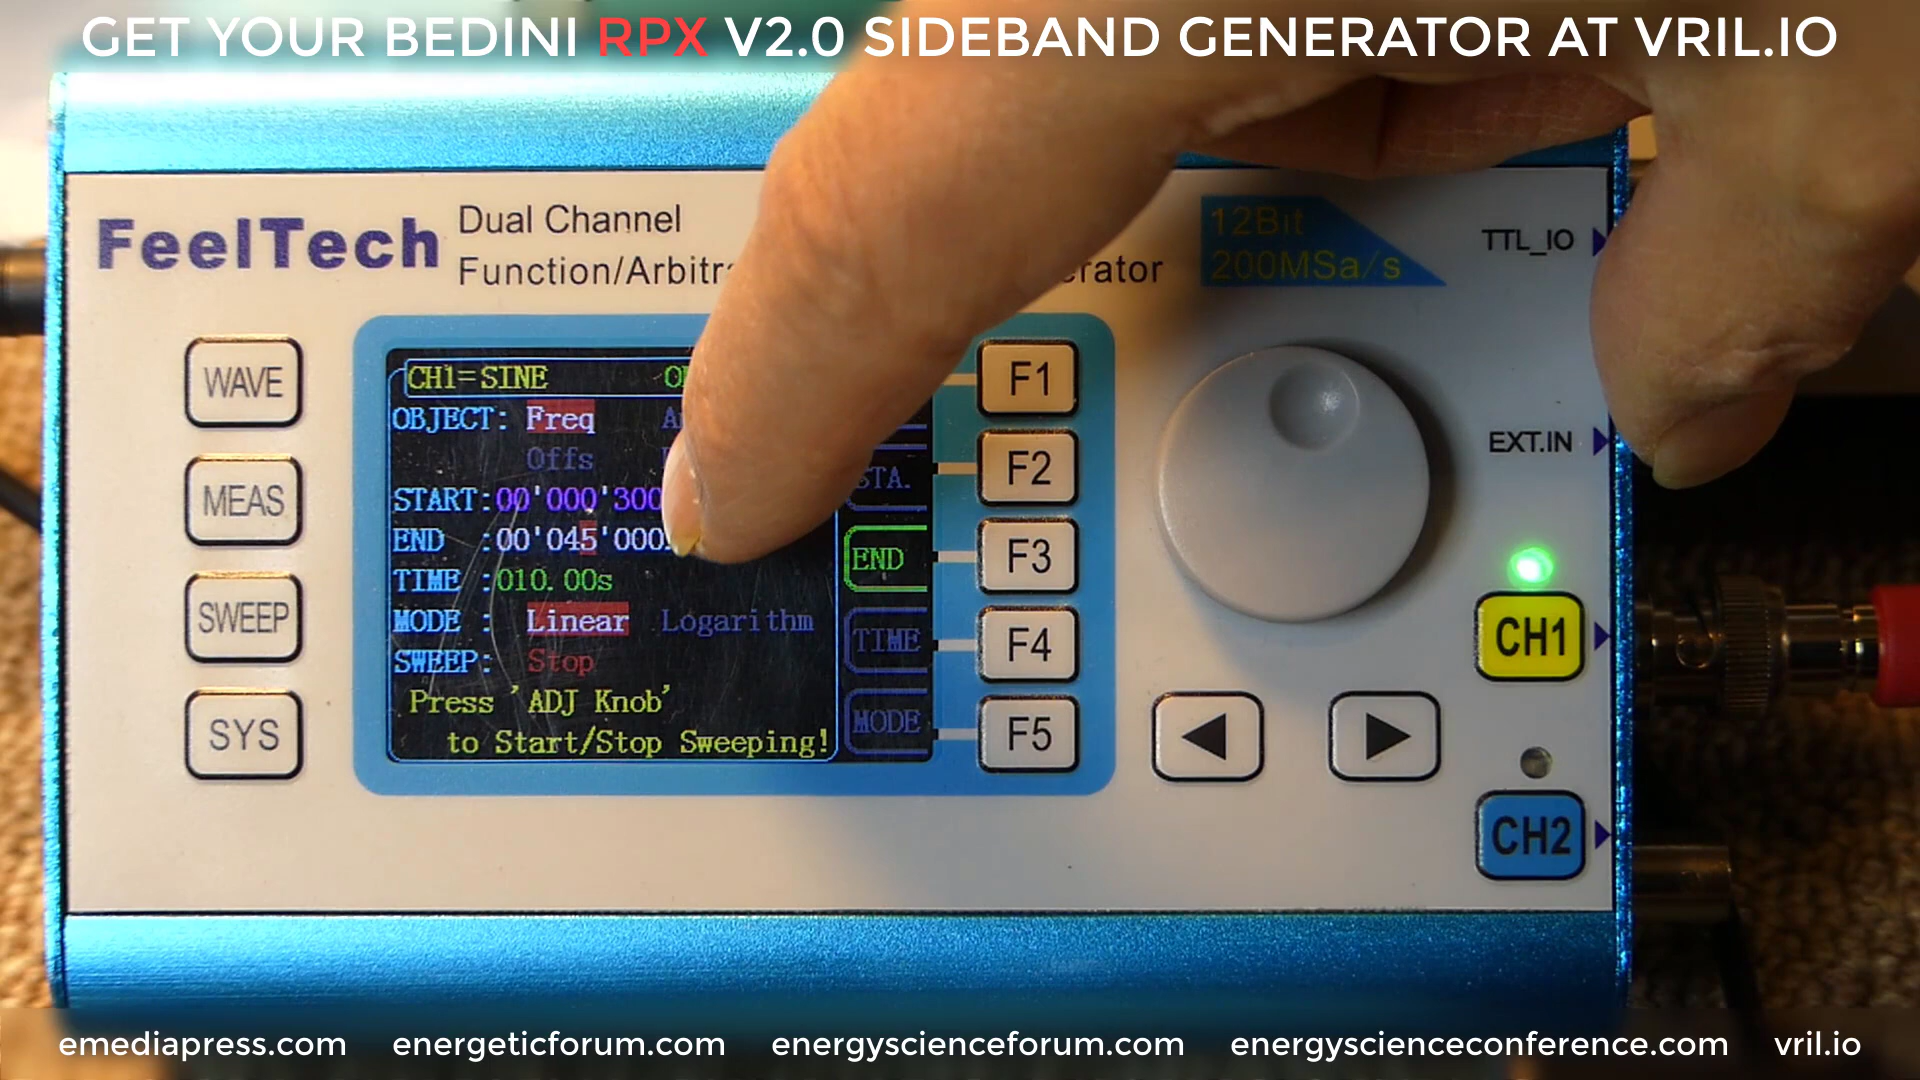 GET YOUR BEDINI RPX V2.0 SIDEBAND GENERATOR AT VRIL.IO
FeelTech
Dual Channel
Function/Arbitr
erator
12Bit
200MSa/s
TTL_IO
EXT.IN
WAVE
MEAS
SWEEP
SYS
CH1=SINE
OBJECT: Freq
Offs
START:00'000'300
END :00'045'000
TIME :010.00s
MODE : Linear Logarithm
SWEEP: Stop
Press 'ADJ Knob'
to Start/Stop Sweeping!
STA.
END
TIME
MODE
F1
F2
F3
F4
F5
CH1
CH2
emediapress.com energeticforum.com energyscienceforum.com energyscienceconference.com vril.io